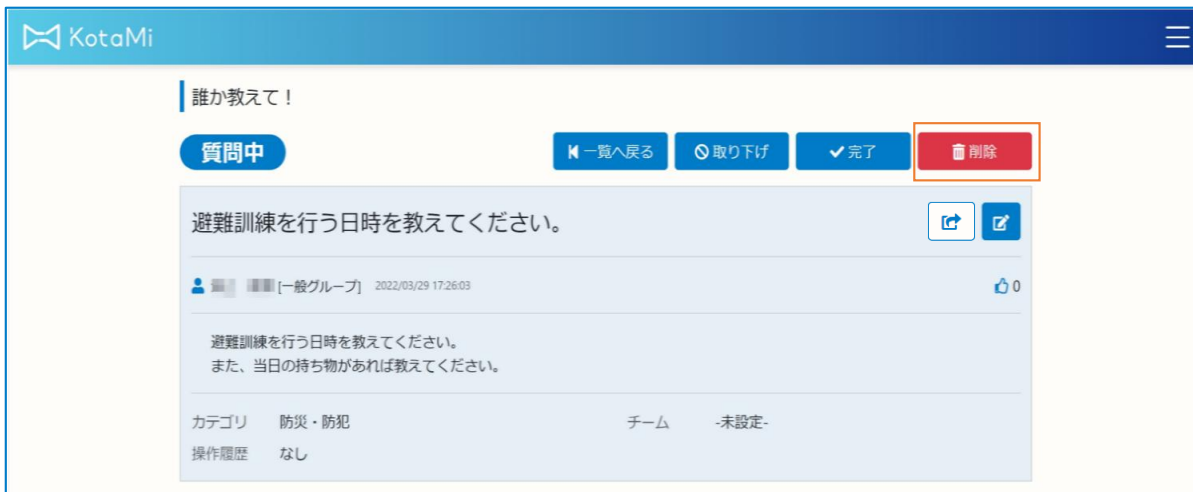 KotaMi
誰か教えて！
質問中
一覧へ戻る 取り下げ 完了 削除
避難訓練を行う日時を教えてください。
[一般グループ] 2022/03/29 17:26:03 0
避難訓練を行う日時を教えてください。
また、当日の持ち物があれば教えてください。
カテゴリ 防災・防犯 チーム -未設定-
操作履歴 なし